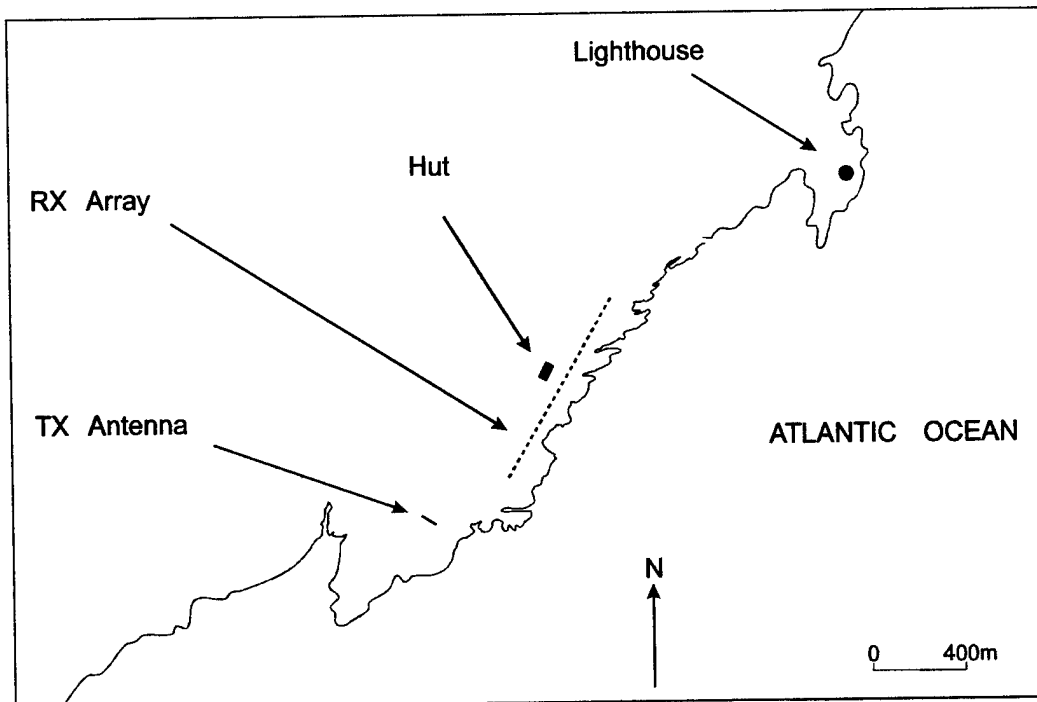 Lighthouse
Hut
RX Array
TX Antenna
ATLANTIC OCEAN
N
0 400m